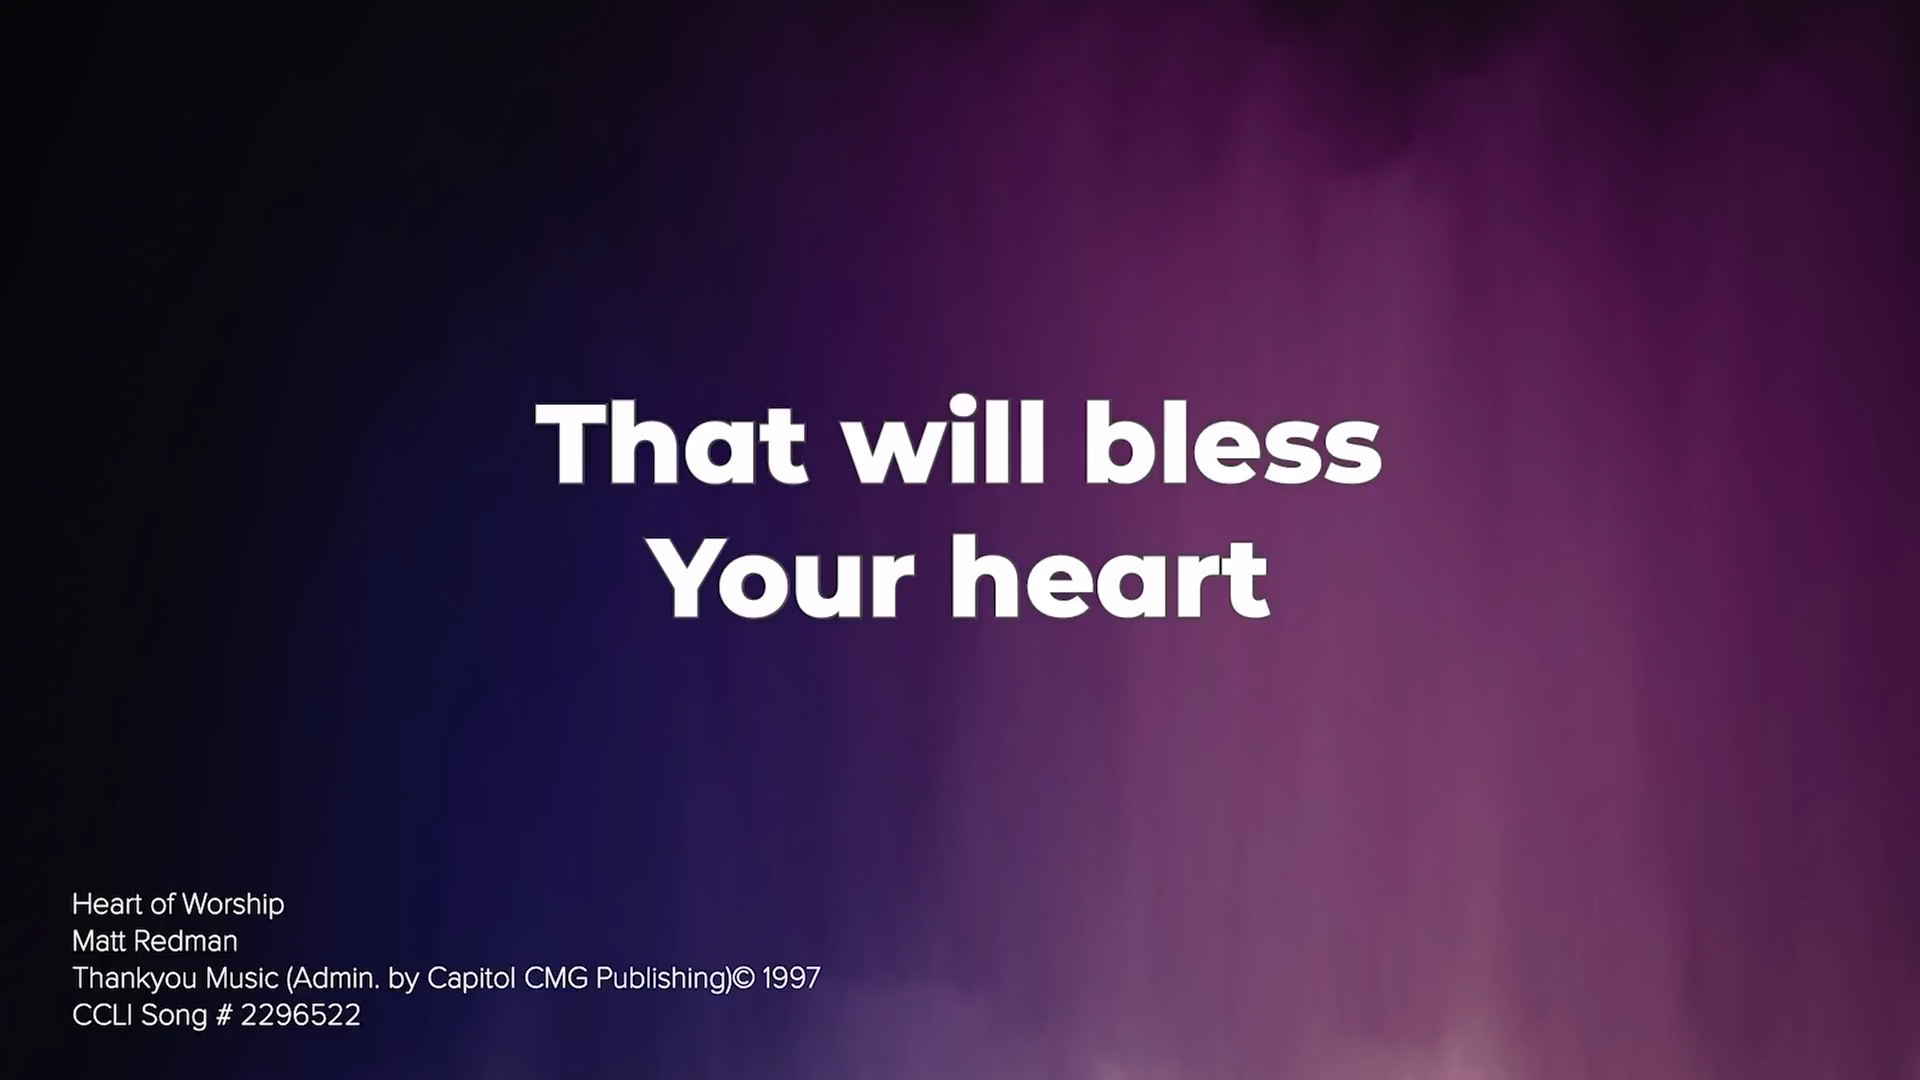 That will bless
Your heart
Heart of Worship
Matt Redman
Thankyou Music (Admin. by Capitol CMG Publishing)© 1997
CCLI Song # 2296522